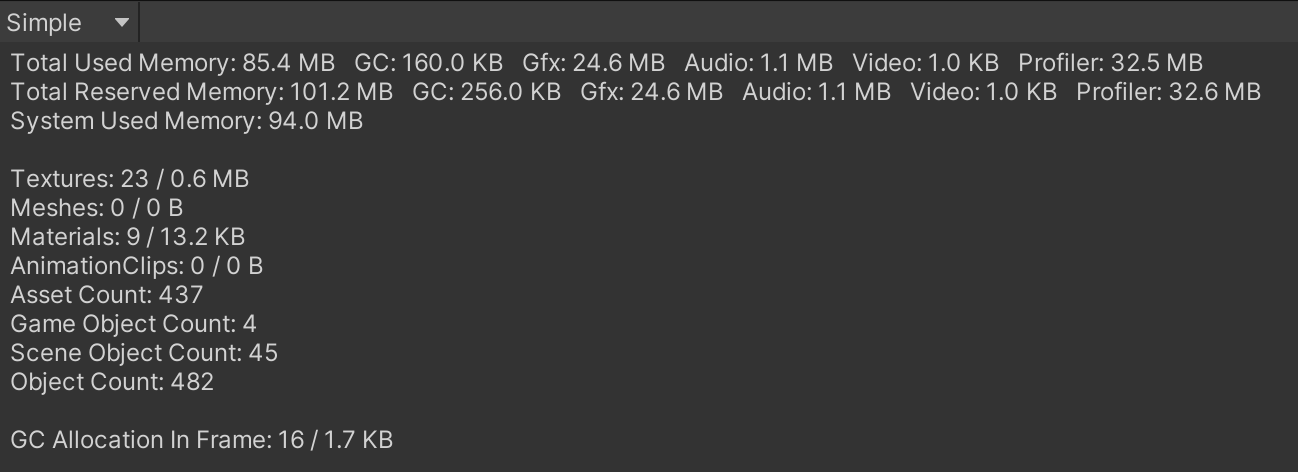 Simple
Total Used Memory: 85.4 MB GC: 160.0 KB Gfx: 24.6 MB Audio: 1.1 MB Video: 1.0 KB Profiler: 32.5 MB
Total Reserved Memory: 101.2 MB GC: 256.0 KB Gfx: 24.6 MB Audio: 1.1 MB Video: 1.0 KB Profiler: 32.6 MB
System Used Memory: 94.0 MB
Textures: 23 / 0.6 MB
Meshes: 0 / 0 B
Materials: 9 / 13.2 KB
AnimationClips: 0 / 0 B
Asset Count: 437
Game Object Count: 4
Scene Object Count: 45
Object Count: 482
GC Allocation In Frame: 16 / 1.7 KB